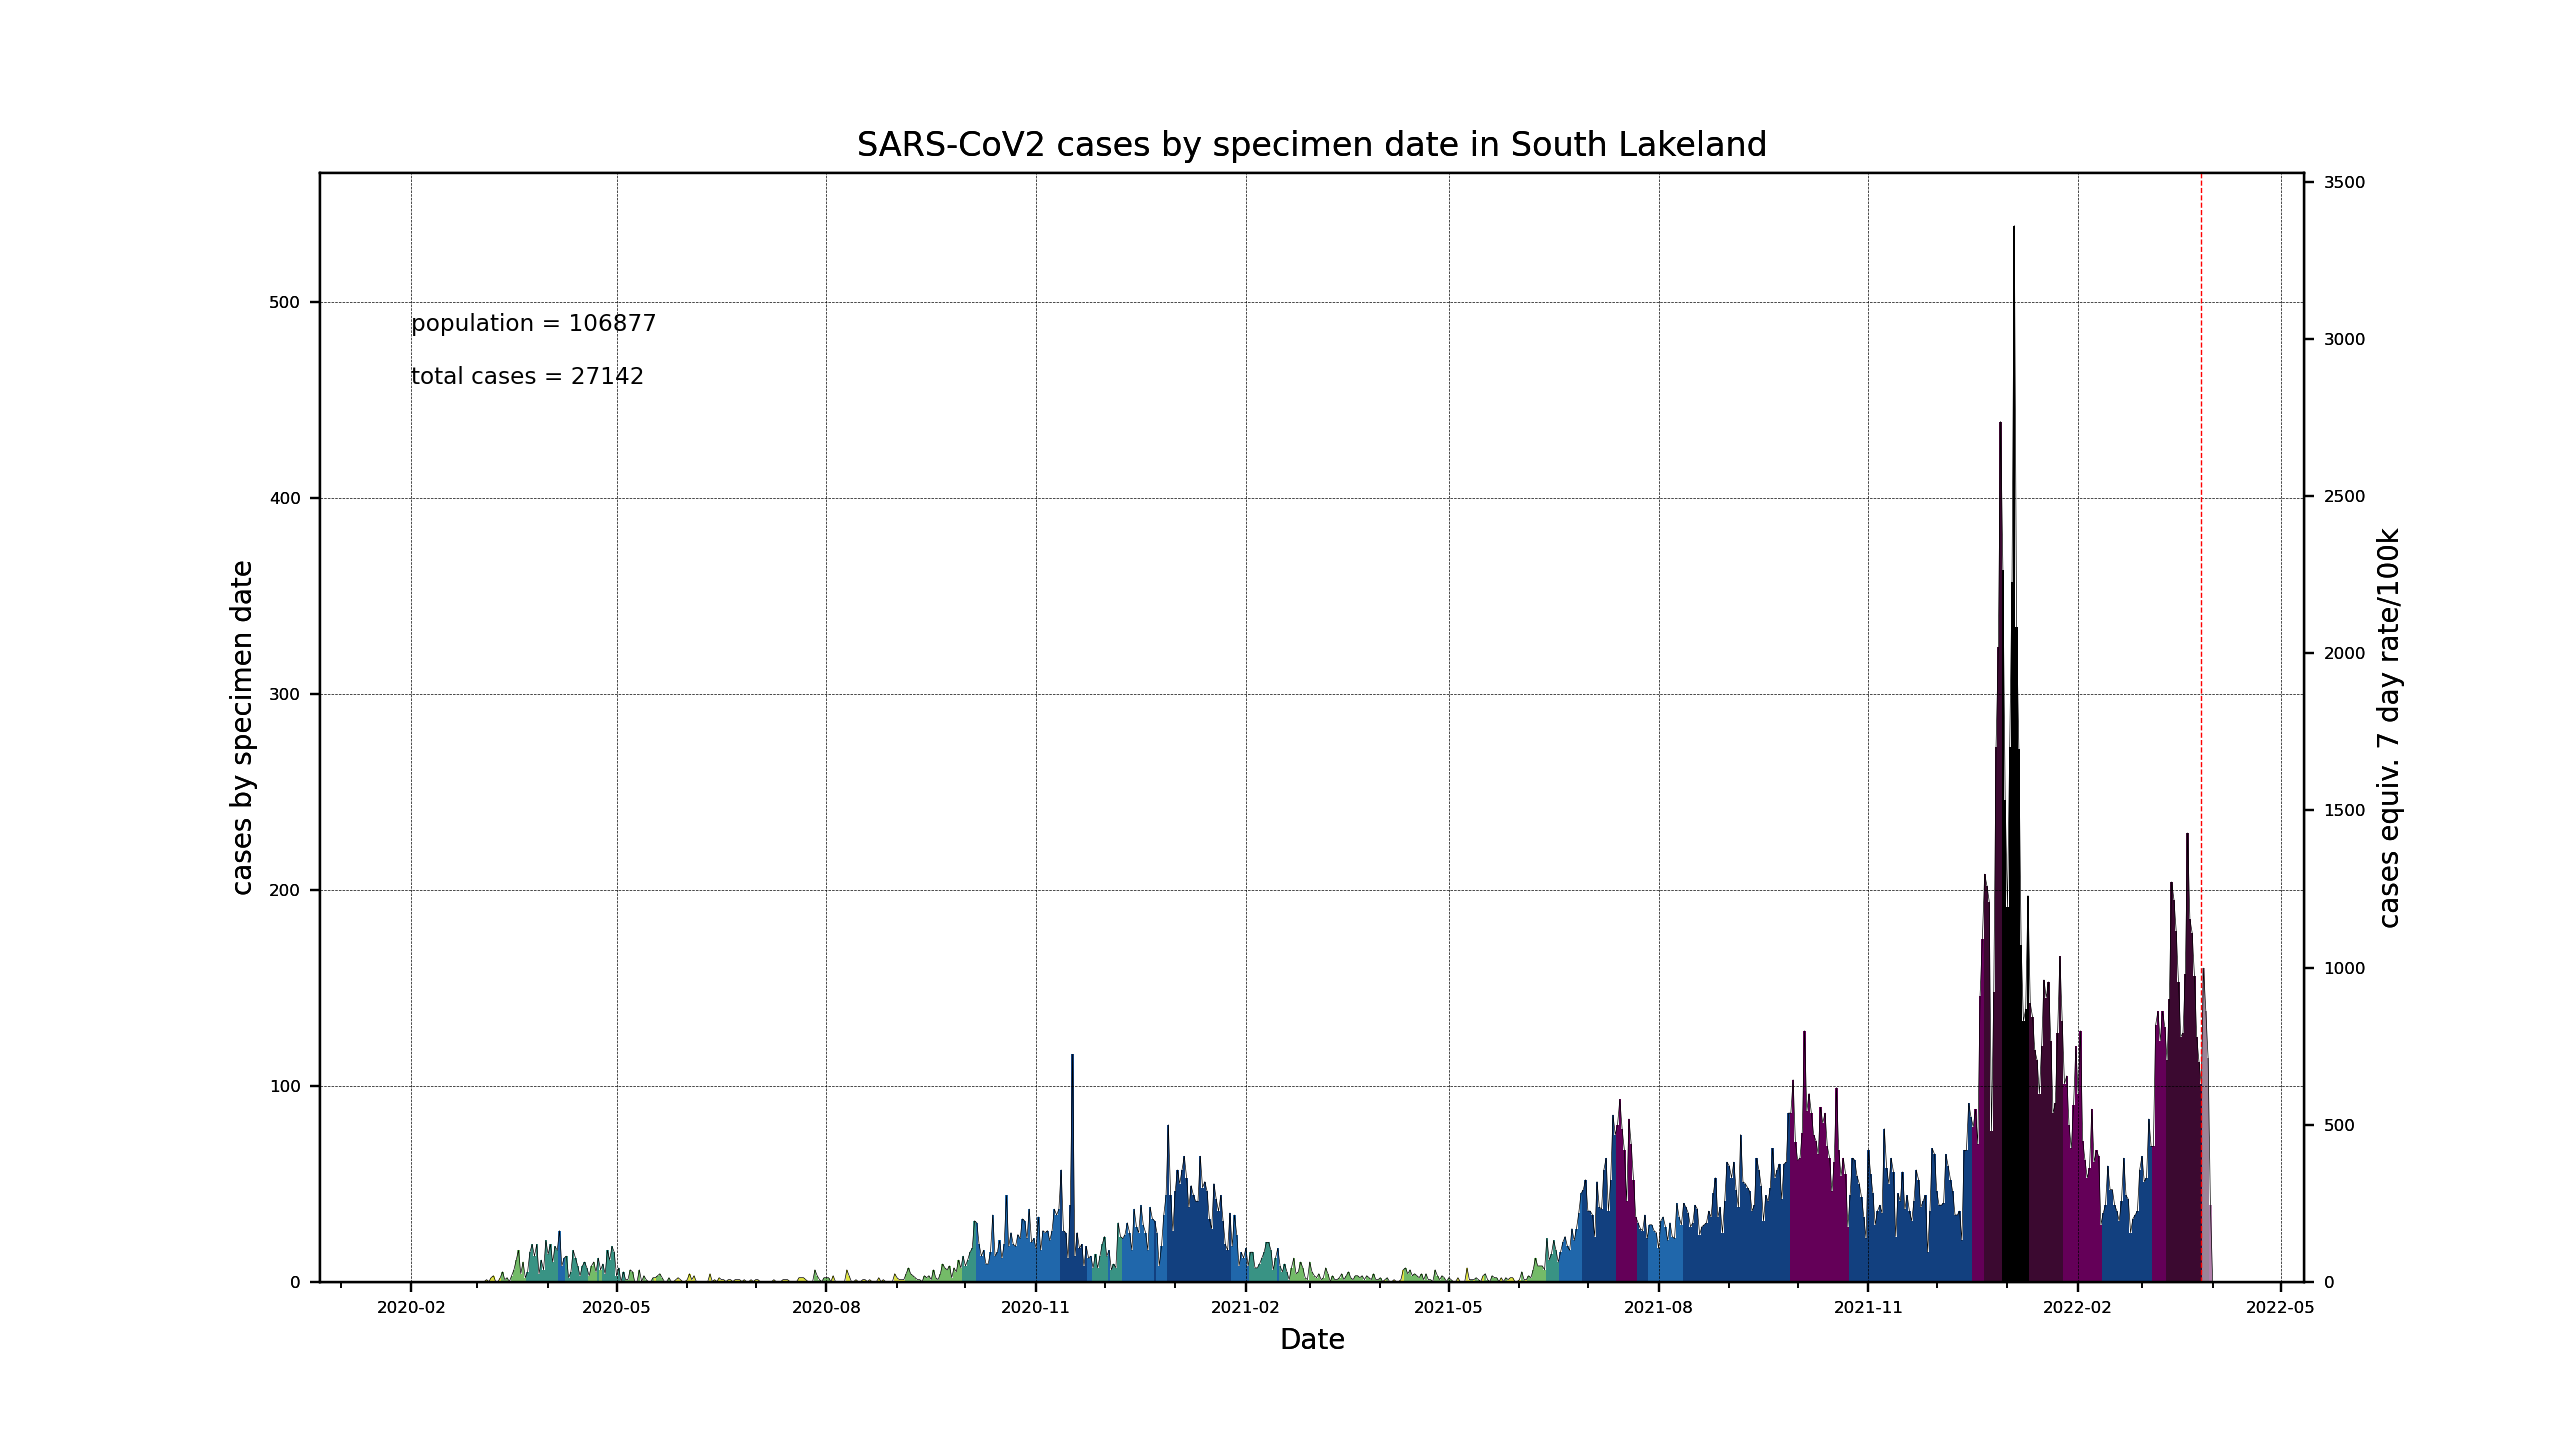 SARS-CoV2 cases by specimen date in South Lakeland
population = 106877
total cases = 27142
cases by specimen date
500
400
300
200
100
0
3500
3000
2500
2000
1500
1000
500
0
cases equiv. 7 day rate/100k
2020-02 2020-05 2020-08 2020-11 2021-02 2021-05 2021-08 2021-11 2022-02 2022-05
Date